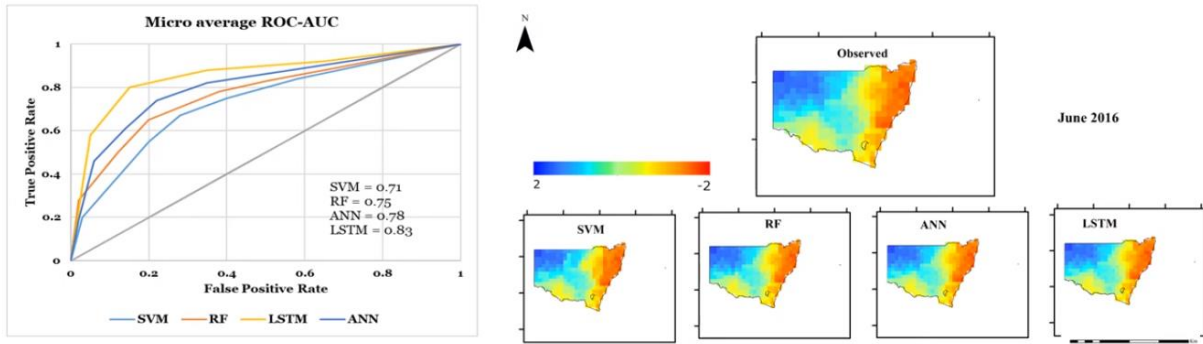 Micro average ROC-AUC
True Positive Rate
1
0.8
0.6
0.4
0.2
0
SVM = 0.71
RF = 0.75
ANN = 0.78
LSTM = 0.83
0 0.2 0.4 0.6 0.8 1
False Positive Rate
SVM RF LSTM ANN
N
Observed
June 2016
2 -2
SVM RF ANN LSTM